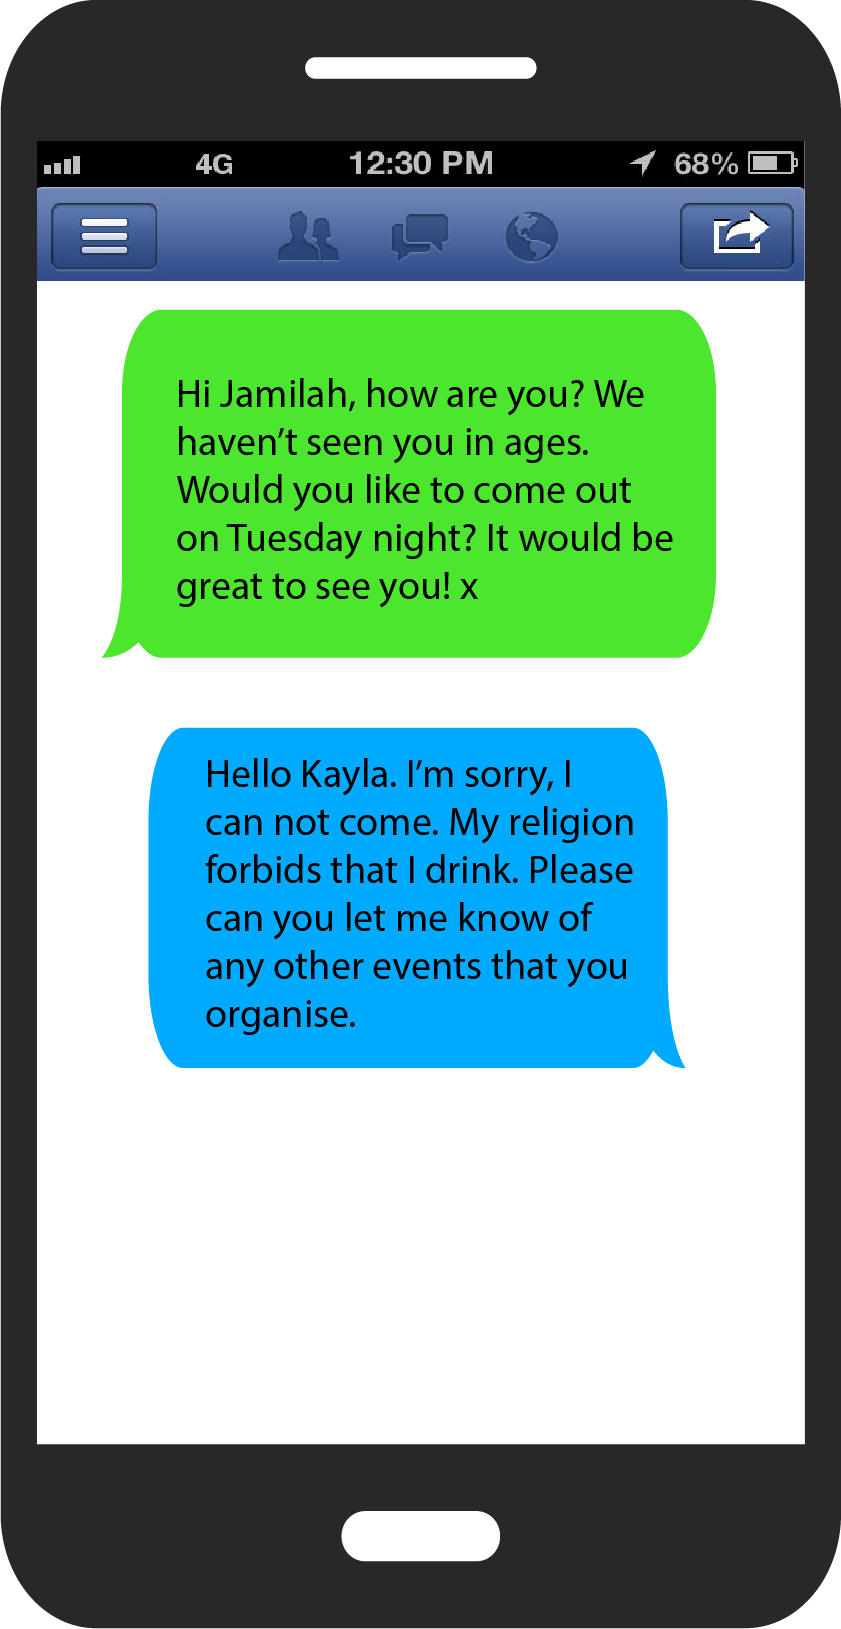 4G 12:30 PM 68%
Hi Jamilah, how are you? We
haven’t seen you in ages.
Would you like to come out
on Tuesday night? It would be
great to see you! x
Hello Kayla. I’m sorry, I
can not come. My religion
forbids that I drink. Please
can you let me know of
any other events that you
organise.